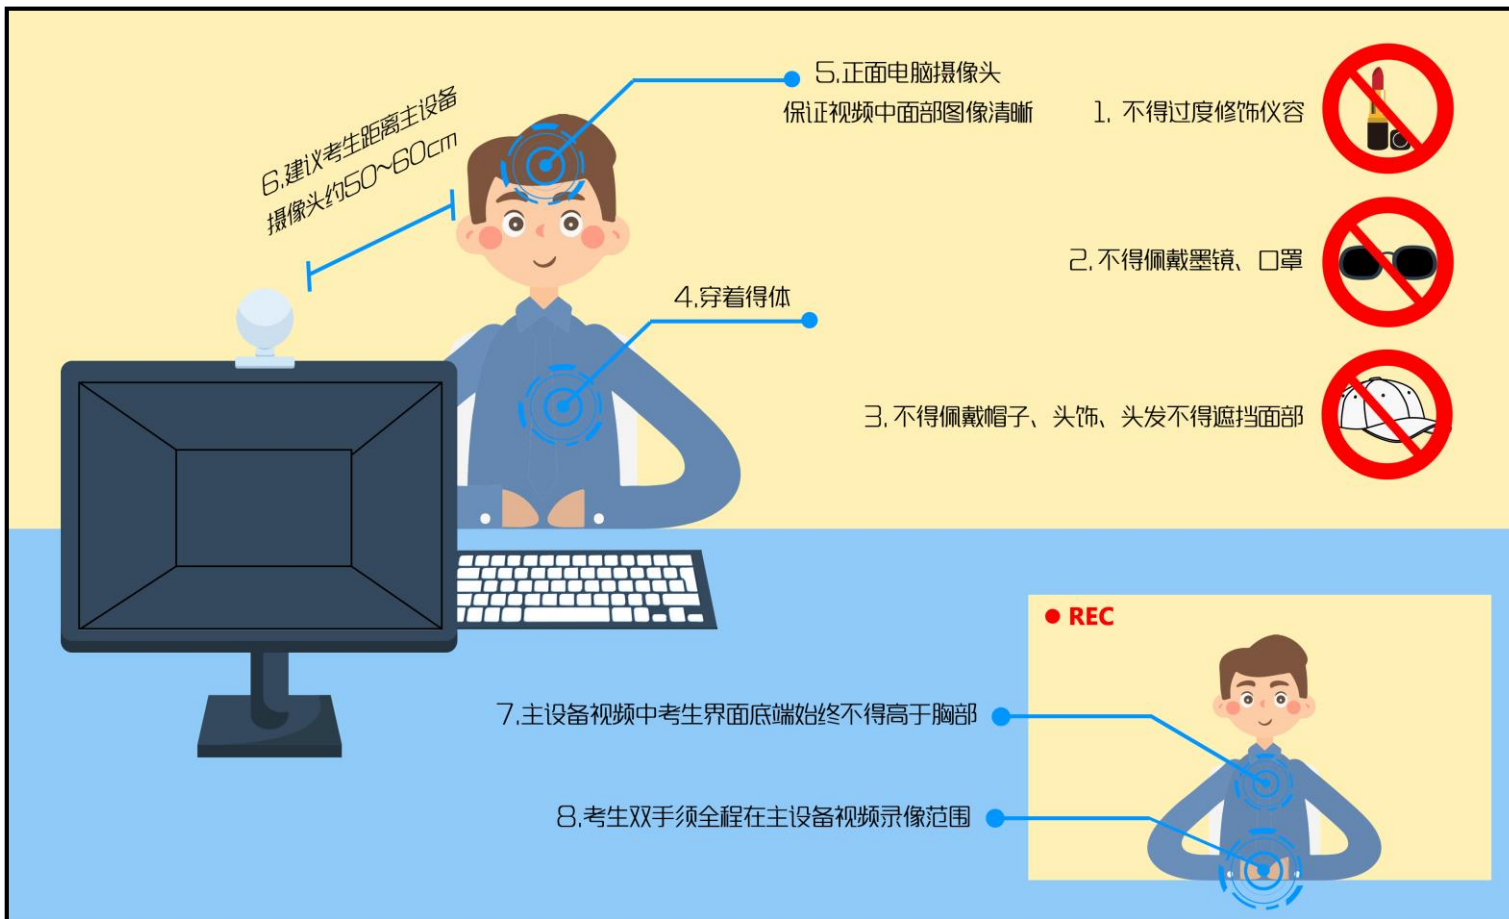 1. 不得过度修饰仪容
2. 不得佩戴墨镜、口罩
3. 不得佩戴帽子、头饰、头发不得遮挡面部
4.穿着得体
5.正面电脑摄像头
保证视频中面部图像清晰
6.建议考生距离主设备
摄像头约50~60cm
REC
7.主设备视频中考生界面底端始终不得高于胸部
8.考生双手须全程在主设备视频录像范围